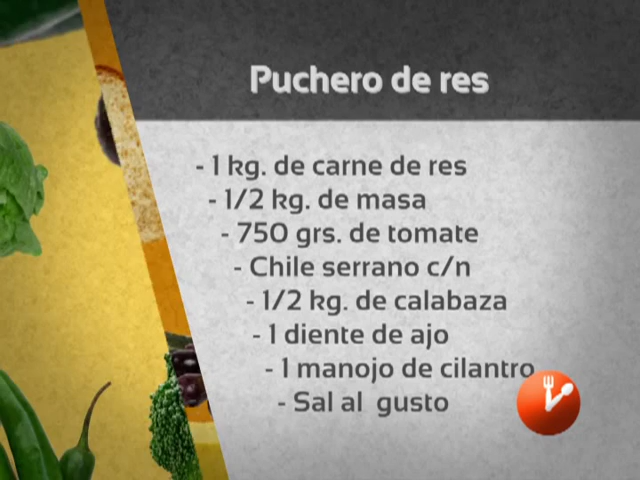 Puchero de res
- 1 kg. de carne de res
- 1/2 kg. de masa
- 750 grs. de tomate
- Chile serrano c/n
- 1/2 kg. de calabaza
- 1 diente de ajo
- 1 manojo de cilantro
- Sal al gusto